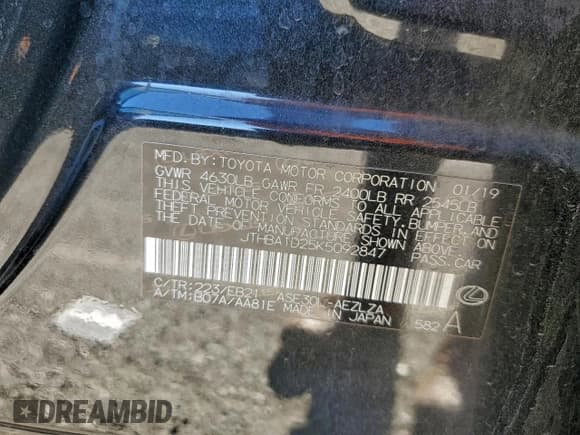 MFD. BY: TOYOTA MOTOR CORPORATION 01/19
GVWR 4630LB GAWR FR 2400LB RR 2545LB
THIS VEHICLE CONFORMS TO ALL APPLICABLE
FEDERAL MOTOR VEHICLE SAFETY, BUMPER, AND
THEFT PREVENTION STANDARDS IN EFFECT ON
THE DATE OF MANUFACTURE SHOWN ABOVE.
JTHBA1D25K5092847 PASS. CAR
C/TR: 223/EB21 ASE30L-AEZLZA
A/TM: B07A/AA81E MADE IN JAPAN 582 A
DREAMBID